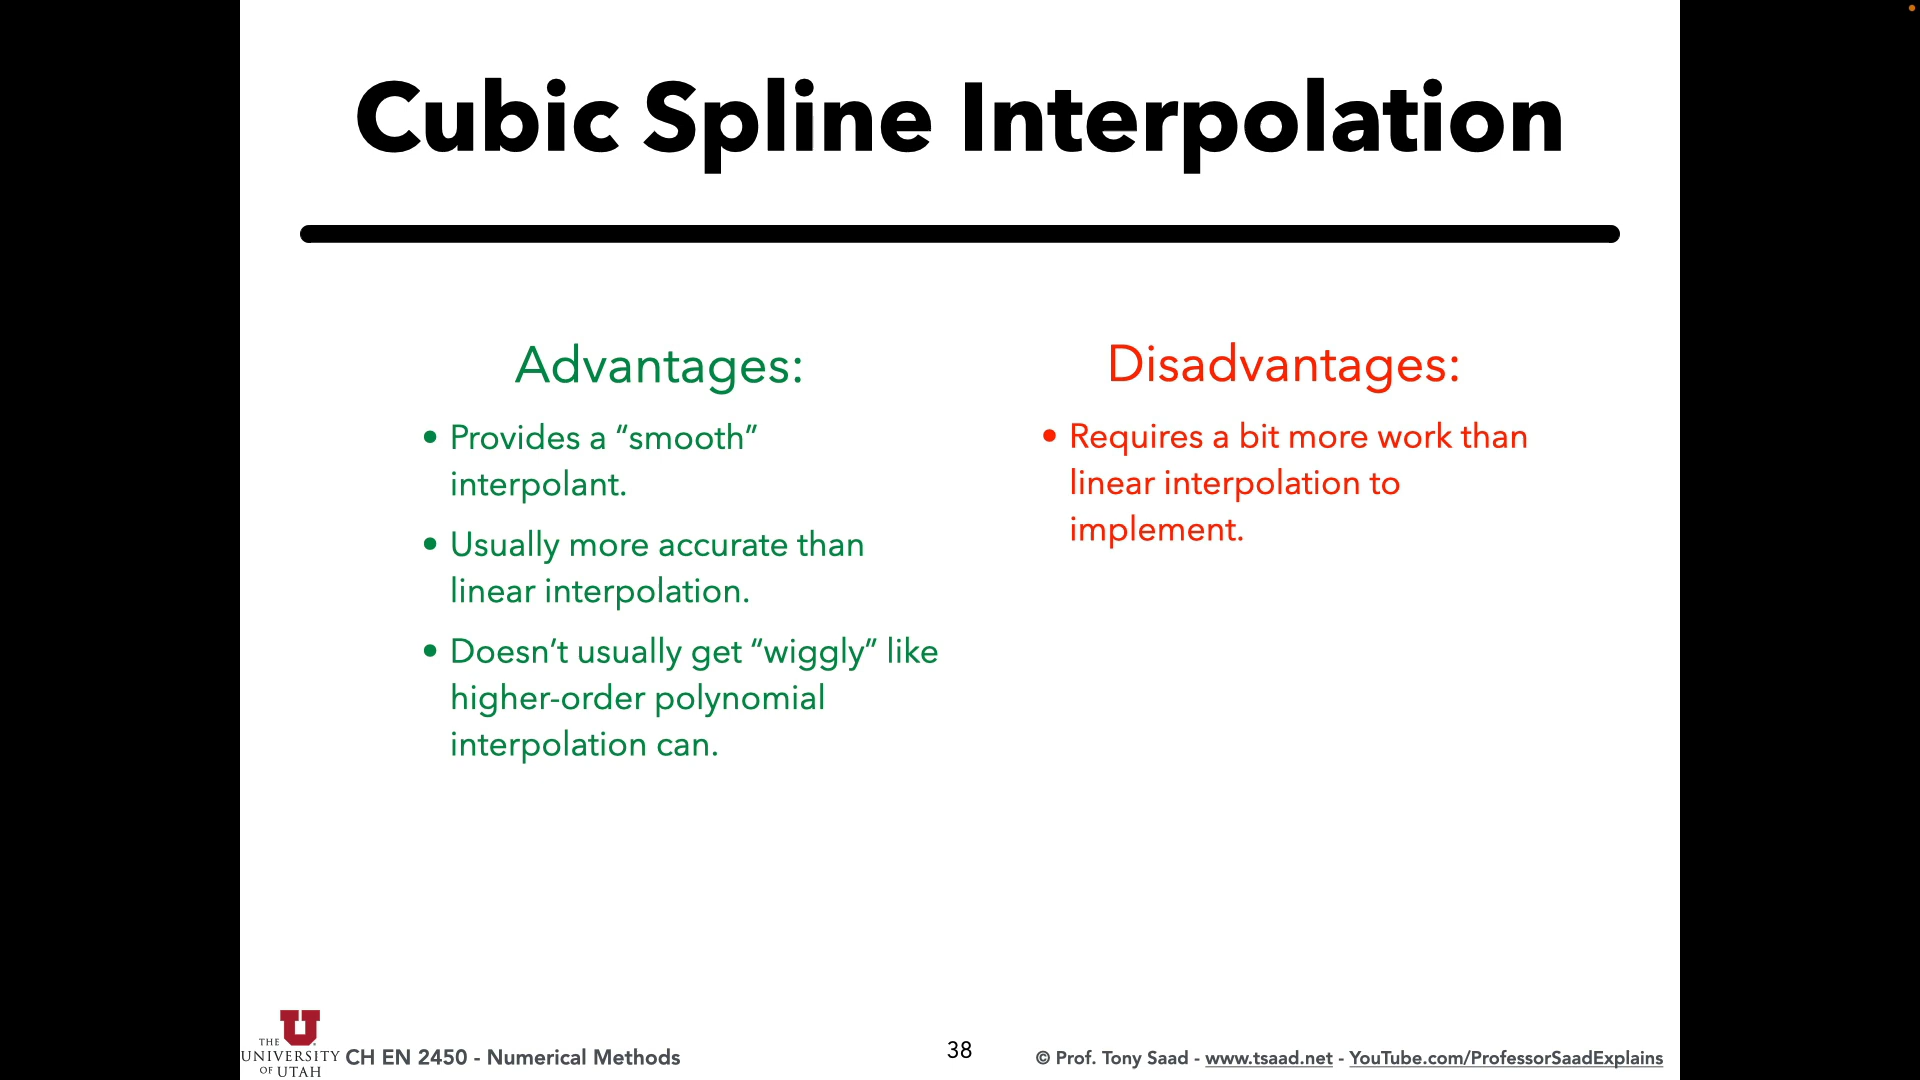 Cubic Spline Interpolation
Advantages:
• Provides a “smooth”
interpolant.
• Usually more accurate than
linear interpolation.
• Doesn’t usually get “wiggly” like
higher-order polynomial
interpolation can.
Disadvantages:
• Requires a bit more work than
linear interpolation to
implement.
U
THE
UNIVERSITY
OF UTAH
CH EN 2450 - Numerical Methods
38
© Prof. Tony Saad - www.tsaad.net - YouTube.com/ProfessorSaadExplains